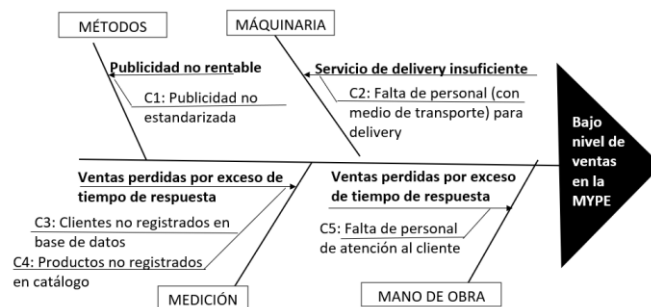 MÉTODOS
MÁQUINARIA
Publicidad no rentable
C1: Publicidad no
estandarizada
Servicio de delivery insuficiente
C2: Falta de personal (con
medio de transporte) para
delivery
Bajo
nivel de
ventas
en la
MYPE
Ventas perdidas por exceso de
tiempo de respuesta
C3: Clientes no registrados en
base de datos
C4: Productos no registrados
en catálogo
Ventas perdidas por exceso
de tiempo de respuesta
C5: Falta de personal
de atención al cliente
MEDICIÓN
MANO DE OBRA